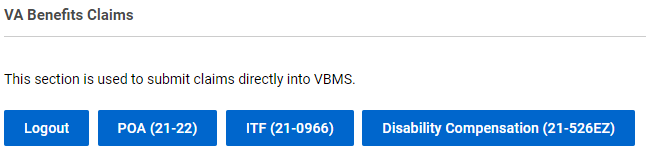 VA Benefits Claims
This section is used to submit claims directly into VBMS.
Logout POA (21-22) ITF (21-0966) Disability Compensation (21-526EZ)